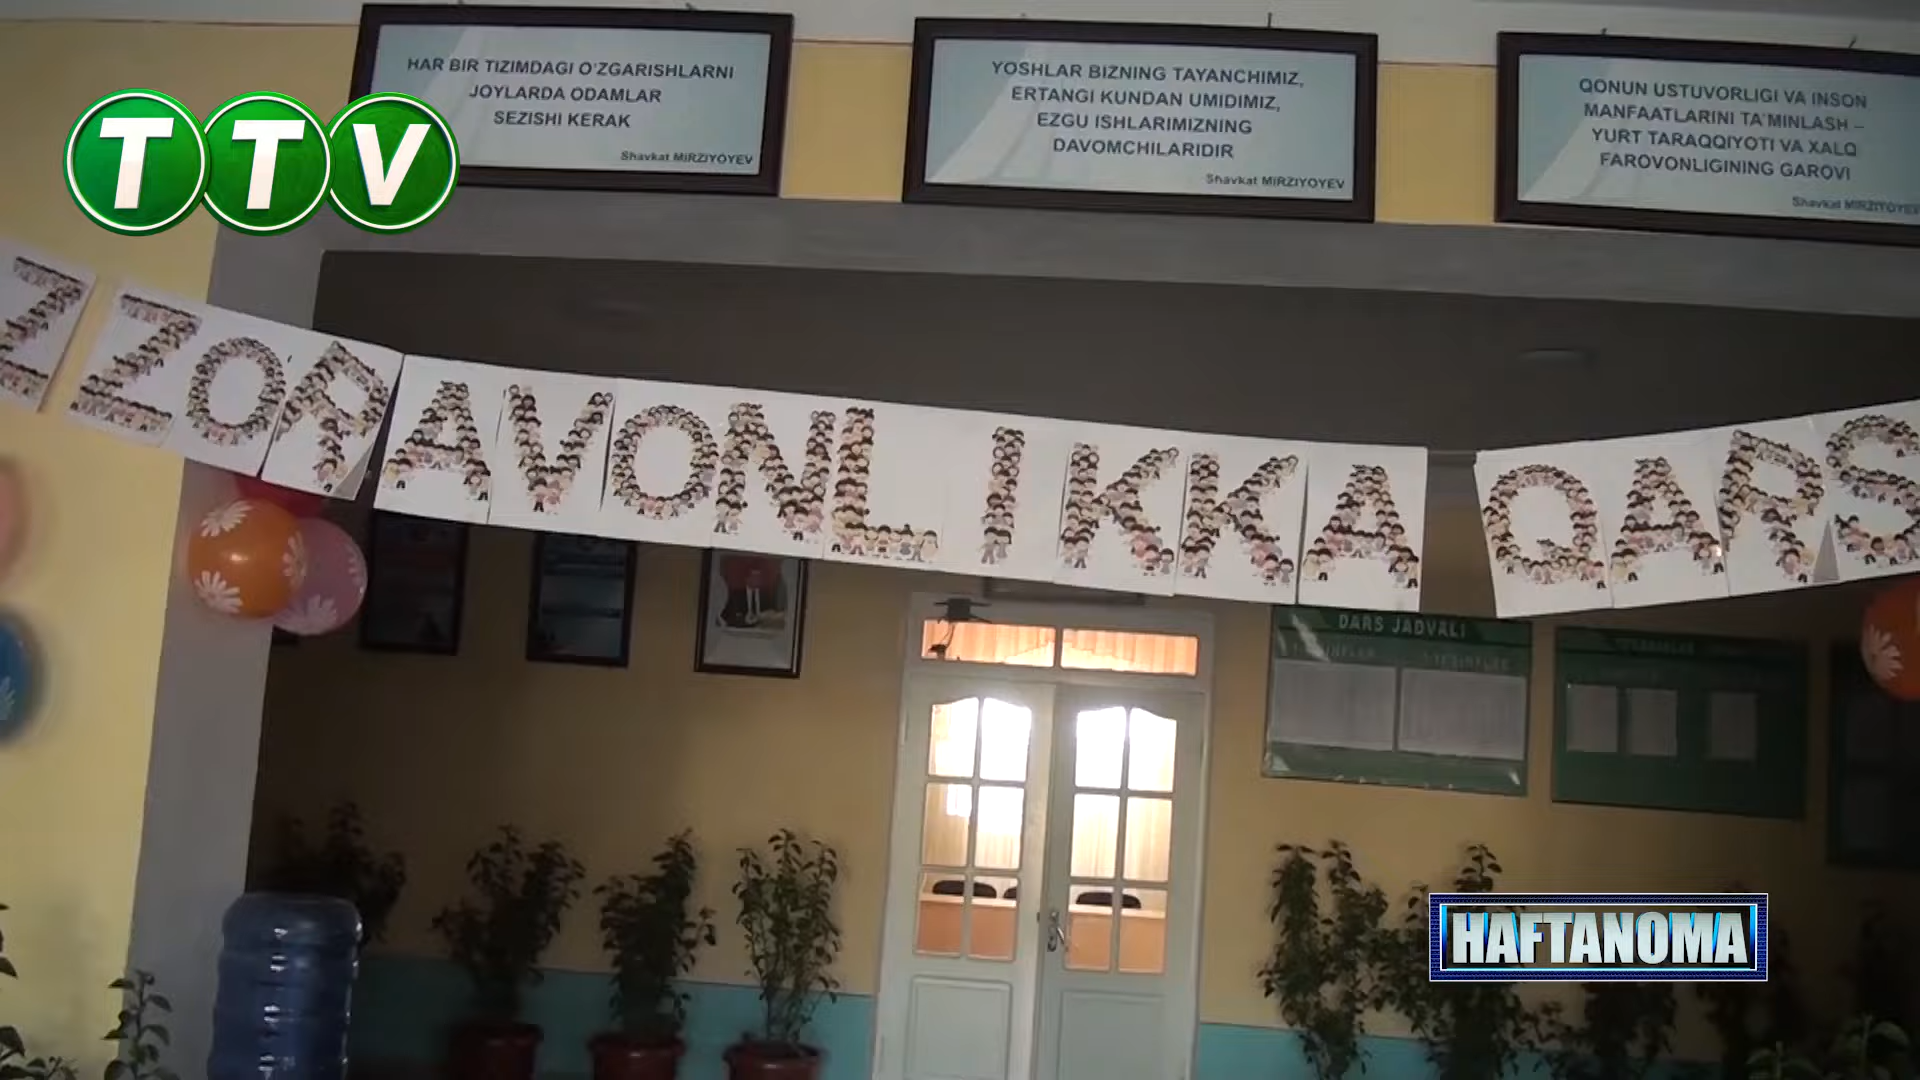 HAR BIR TIZIMDAGI O'ZGARISHLARNI
JOYLARDA ODAMLAR
SEZISHI KERAK
Shavkat MIRZIYOYEV
YOSHLAR BIZNING TAYANCHIMIZ,
ERTANGI KUNDAN UMIDIMIZ,
EZGU ISHLARIMIZNING
DAVOMCHILARIDIR
Shavkat MIRZIYOYEV
QONUN USTUVORLIGI VA INSON
MANFAATLARINI TA'MINLASH –
YURT TARAQQIYOTI VA XALQ
FAROVONLIGINING GAROVI
Shavkat MIRZIYOYEV
TTV
ZZORAVONLIKKA QARS
DARS JADVALI
HAFTANOMA